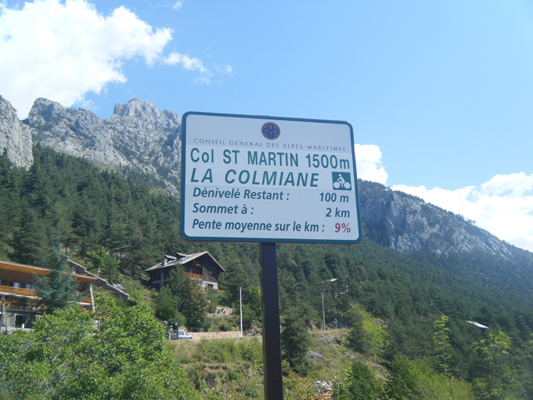 CONSEIL GENERAL DES ALPES-MARITIMES
Col ST MARTIN 1500m
LA COLMIANE
Dénivelé Restant : 100 m
Sommet à : 2 km
Pente moyenne sur le km : 9%